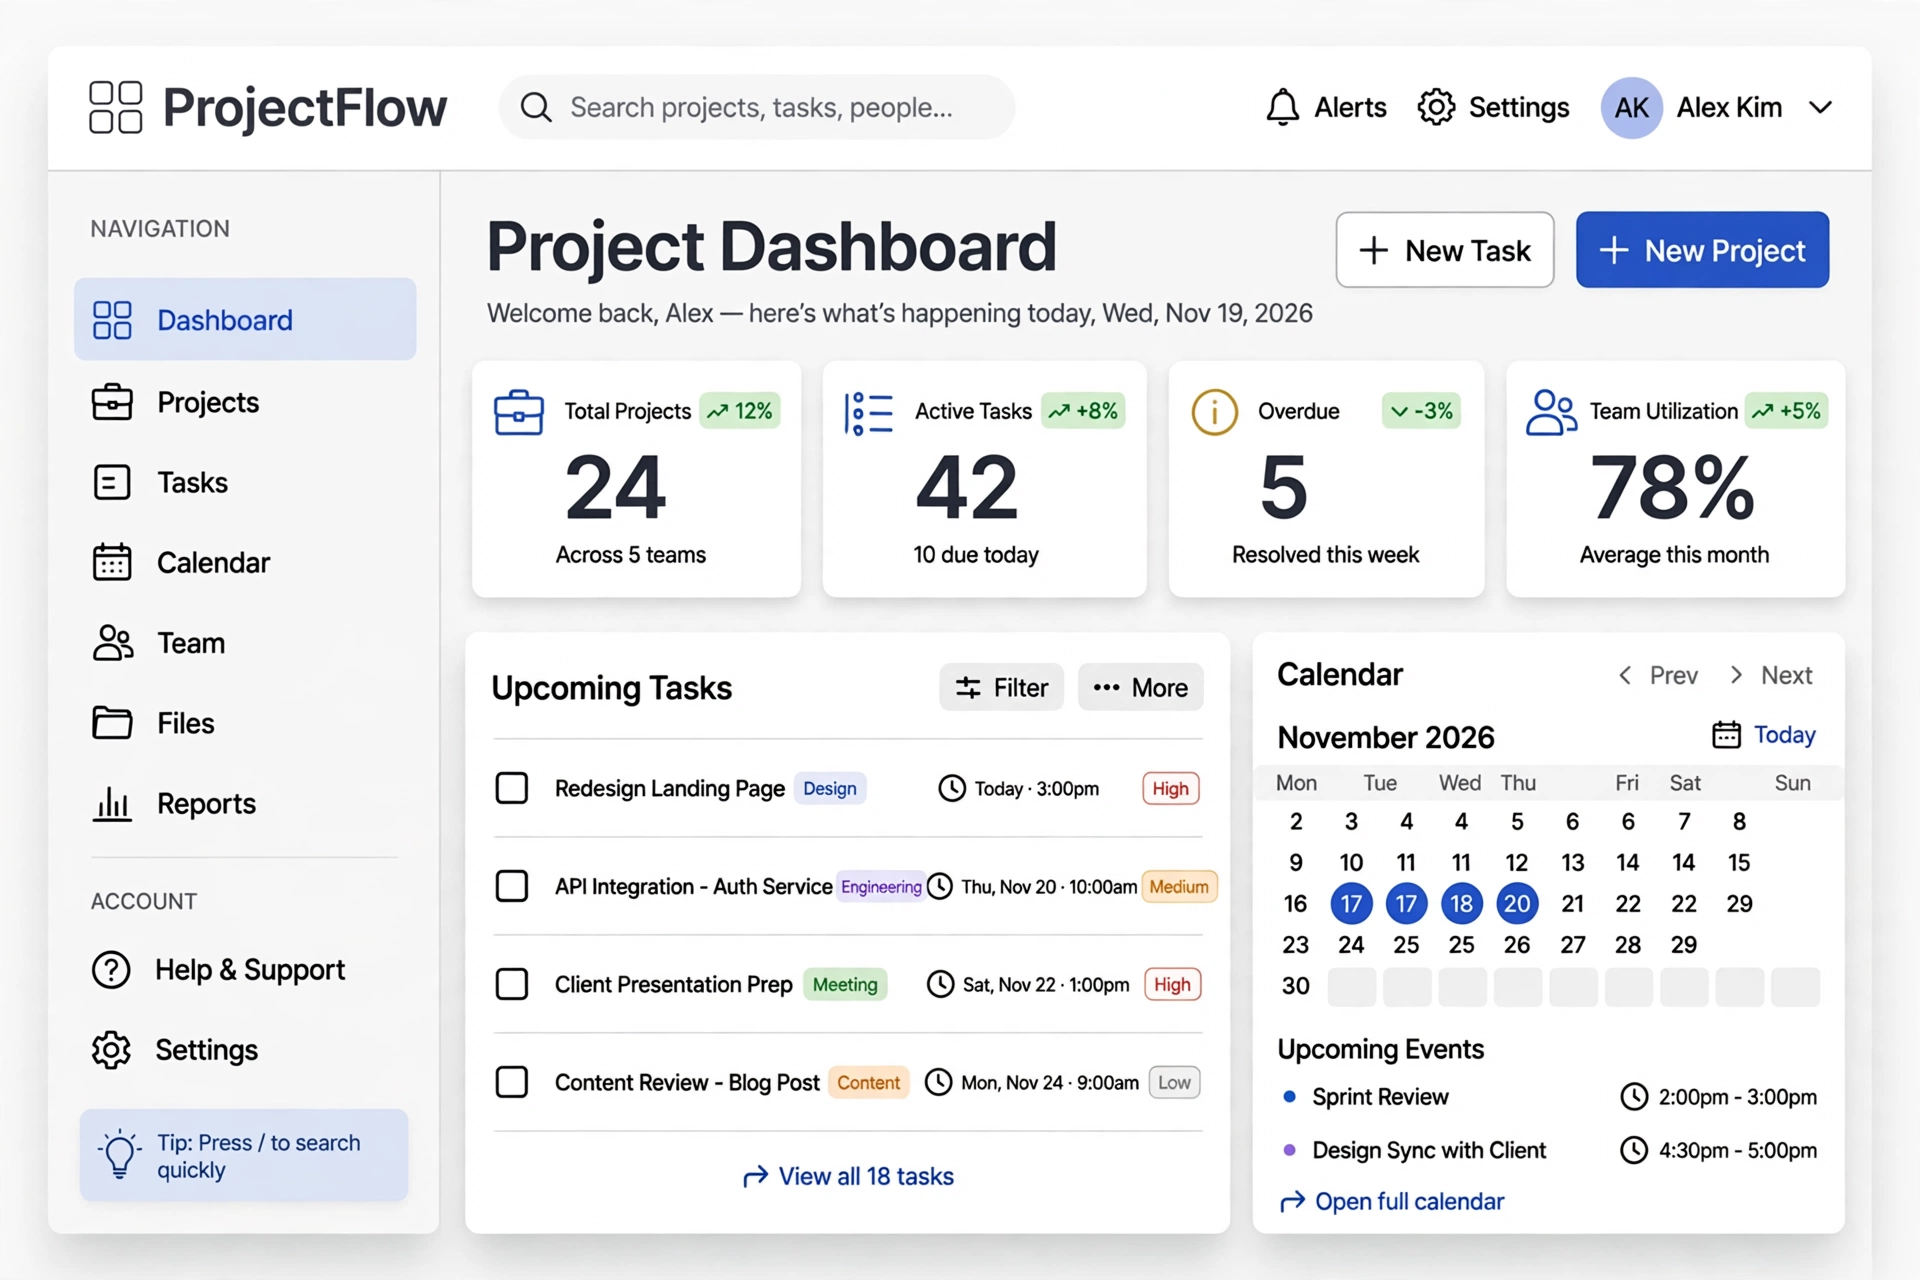 ProjectFlow
Search projects, tasks, people...
Alerts
Settings
AK
Alex Kim
NAVIGATION
Dashboard
Projects
Tasks
Calendar
Team
Files
Reports
ACCOUNT
Help & Support
Settings
Tip: Press / to search
quickly
Project Dashboard
Welcome back, Alex — here’s what’s happening today, Wed, Nov 19, 2026
+ New Task
+ New Project
Total Projects 12%
24
Across 5 teams
Active Tasks +8%
42
10 due today
Overdue -3%
5
Resolved this week
Team Utilization +5%
78%
Average this month
Upcoming Tasks
Filter
More
Redesign Landing Page Design Today · 3:00pm High
API Integration - Auth Service Engineering Thu, Nov 20 · 10:00am Medium
Client Presentation Prep Meeting Sat, Nov 22 · 1:00pm High
Content Review - Blog Post Content Mon, Nov 24 · 9:00am Low
View all 18 tasks
Calendar
Prev
Next
November 2026
Today
Mon Tue Wed Thu Fri Sat Sun
2 3 4 4 5 6 6 7 8
9 10 11 11 12 13 14 14 15
16 17 17 18 20 21 22 22 29
23 24 25 25 26 27 28 29
30
Upcoming Events
Sprint Review 2:00pm - 3:00pm
Design Sync with Client 4:30pm - 5:00pm
Open full calendar